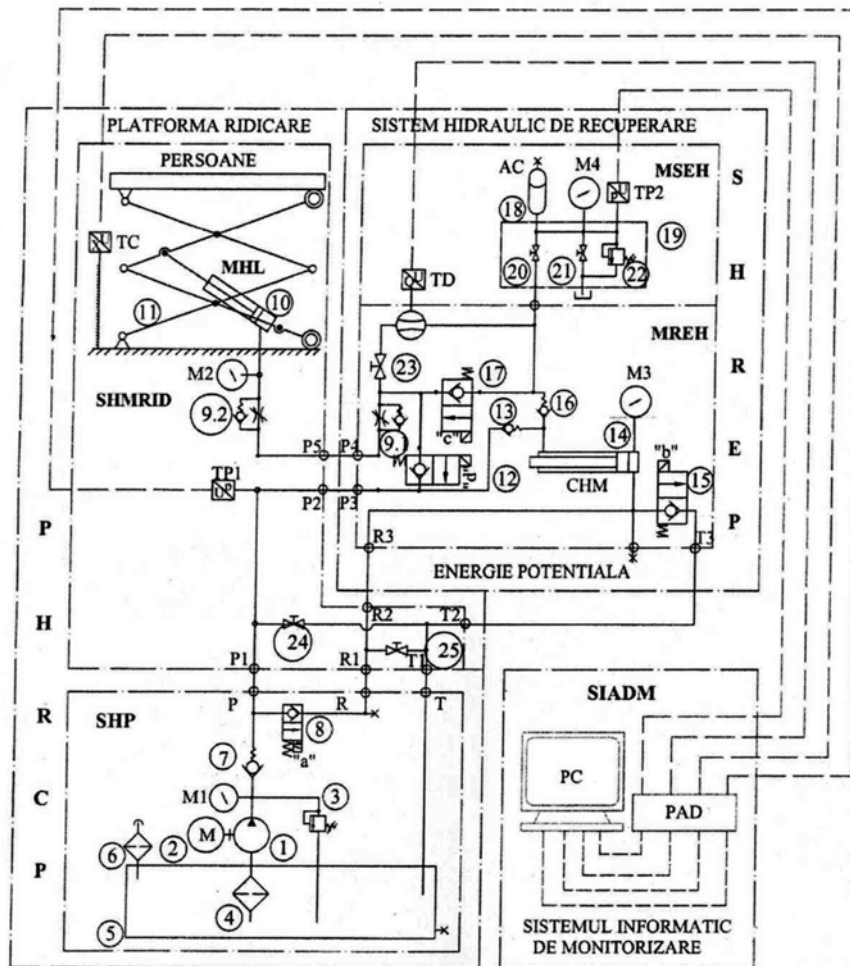 PLATFORMA RIDICARE
SISTEM HIDRAULIC DE RECUPERARE
PERSOANE
AC
M4
MSEH
S
TP2
18
19
TC
MHL
20
21
22
H
TD
11
10
MREH
M2
23
17
R
M3
SHMRID
16
9.2
13
"c"
9.1
14
"b"
E
P5
P4
"d"
12
15
TP1
CHM
P2
P3
P
R3
T3
P
ENERGIE POTENTIALA
R2
T2
H
24
P1
R1
T1
25
SHP
P
R
T
SIADM
R
8
"a"
7
PC
M1
3
C
PAD
6
2
M
1
P
4
5
SISTEMUL INFORMATIC
DE MONITORIZARE